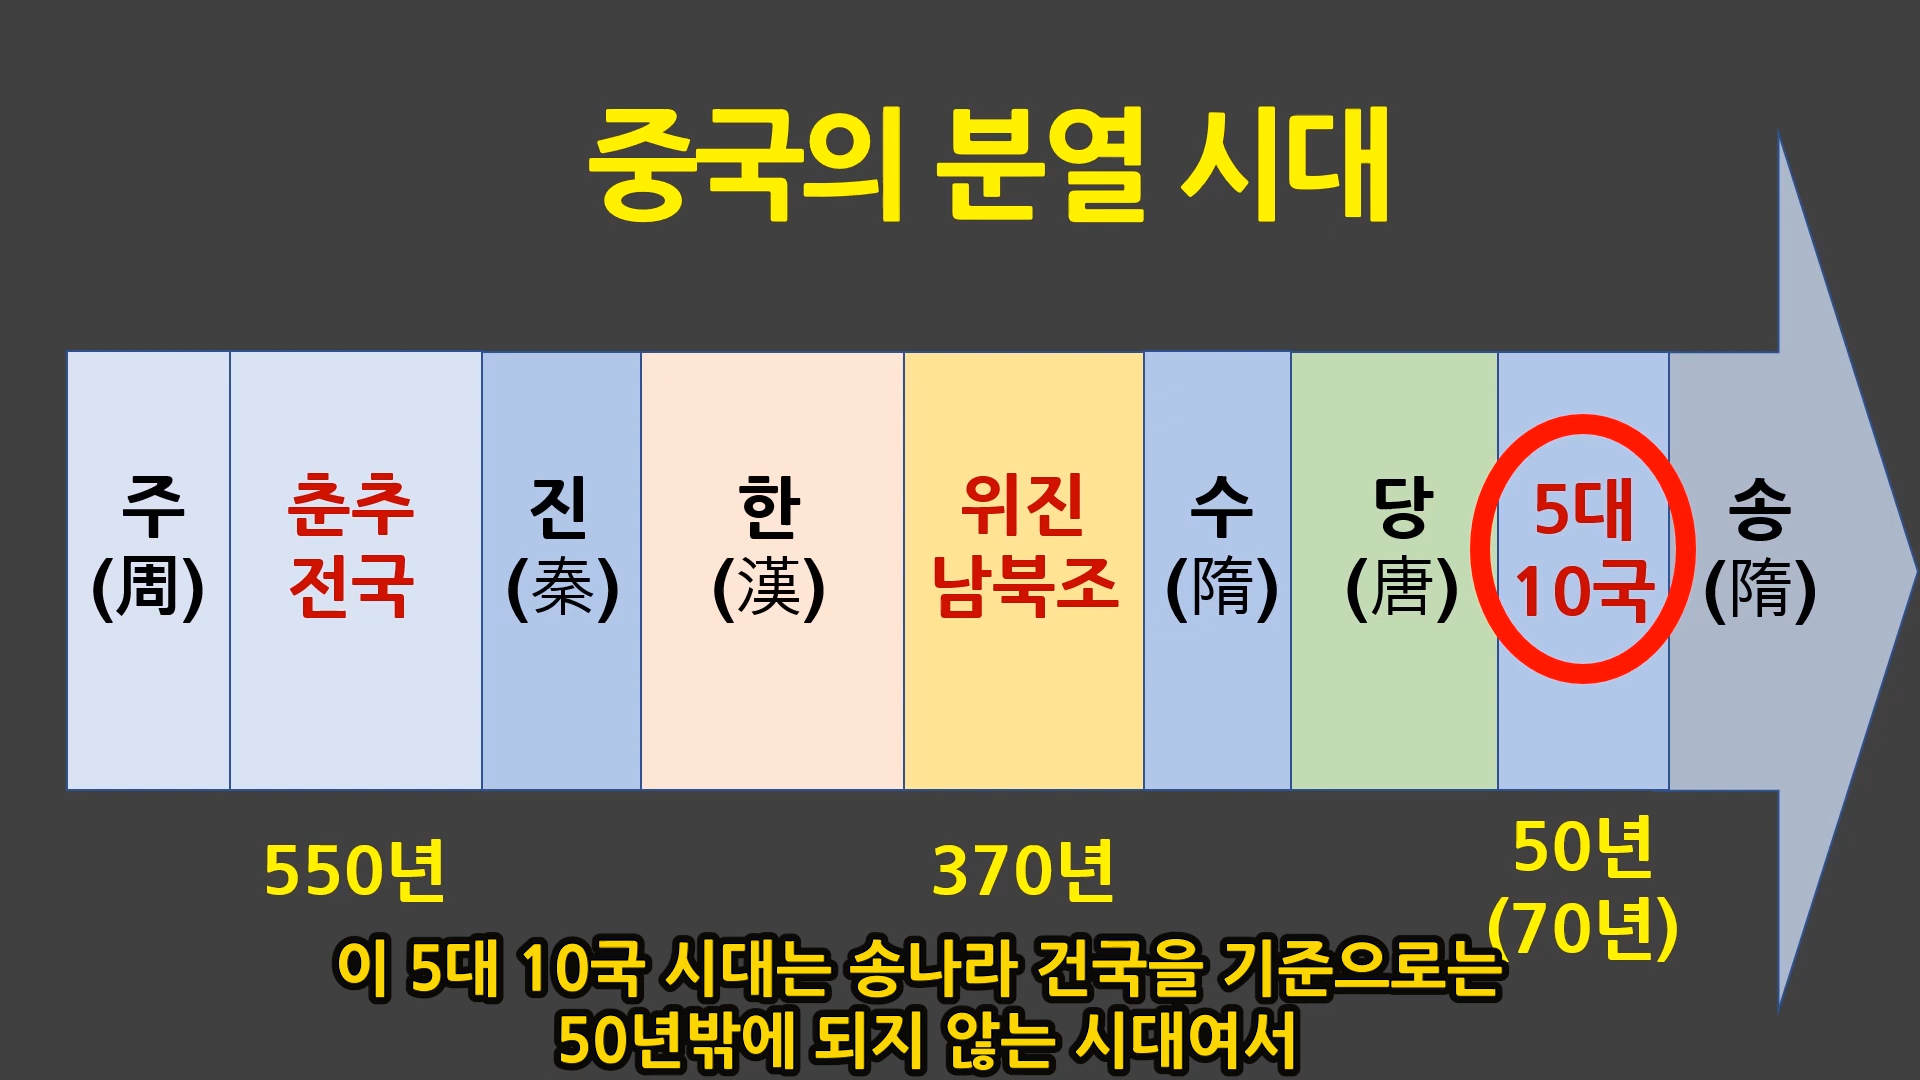 중국의 분열 시대
주
(周)
춘추
전국
진
(秦)
한
(漢)
위진
남북조
수
(隋)
당
(唐)
5대
10국
송
(隋)
550년
370년
50년
(70년)
이 5대 10국 시대는 송나라 건국을 기준으로는
50년밖에 되지 않는 시대여서